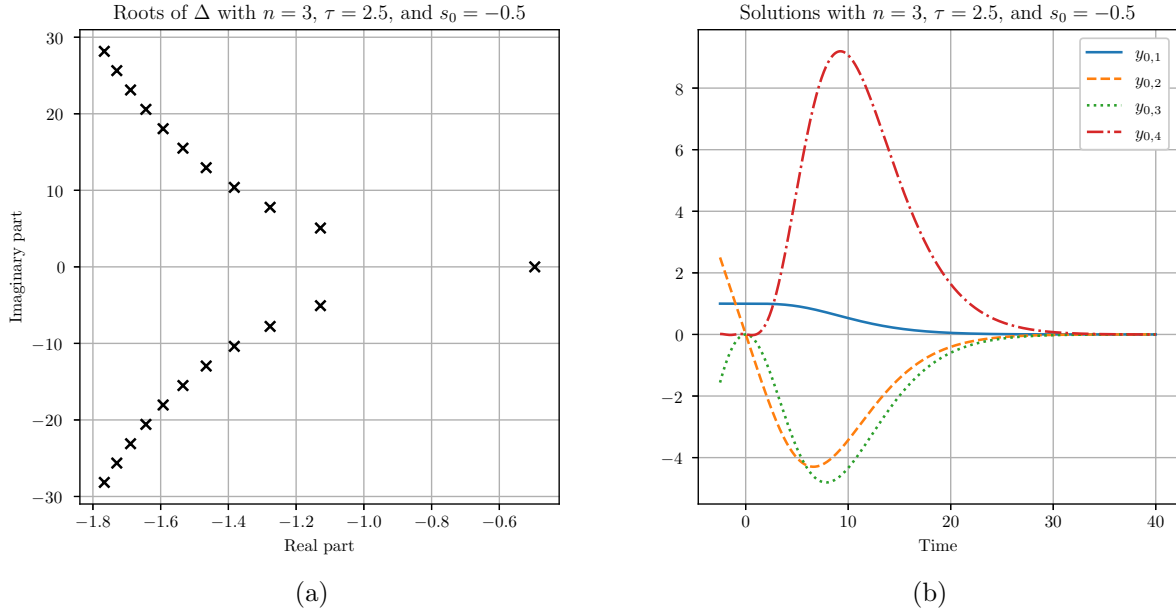 Roots of Δ with n = 3, τ = 2.5, and s₀ = −0.5
30
20
10
0
−10
−20
−30
Imaginary part
−1.8
−1.6
−1.4
−1.2
−1.0
−0.8
−0.6
Real part
(a)
Solutions with n = 3, τ = 2.5, and s₀ = −0.5
y₀,₁
y₀,₂
y₀,₃
y₀,₄
8
6
4
2
0
−2
−4
0
10
20
30
40
Time
(b)